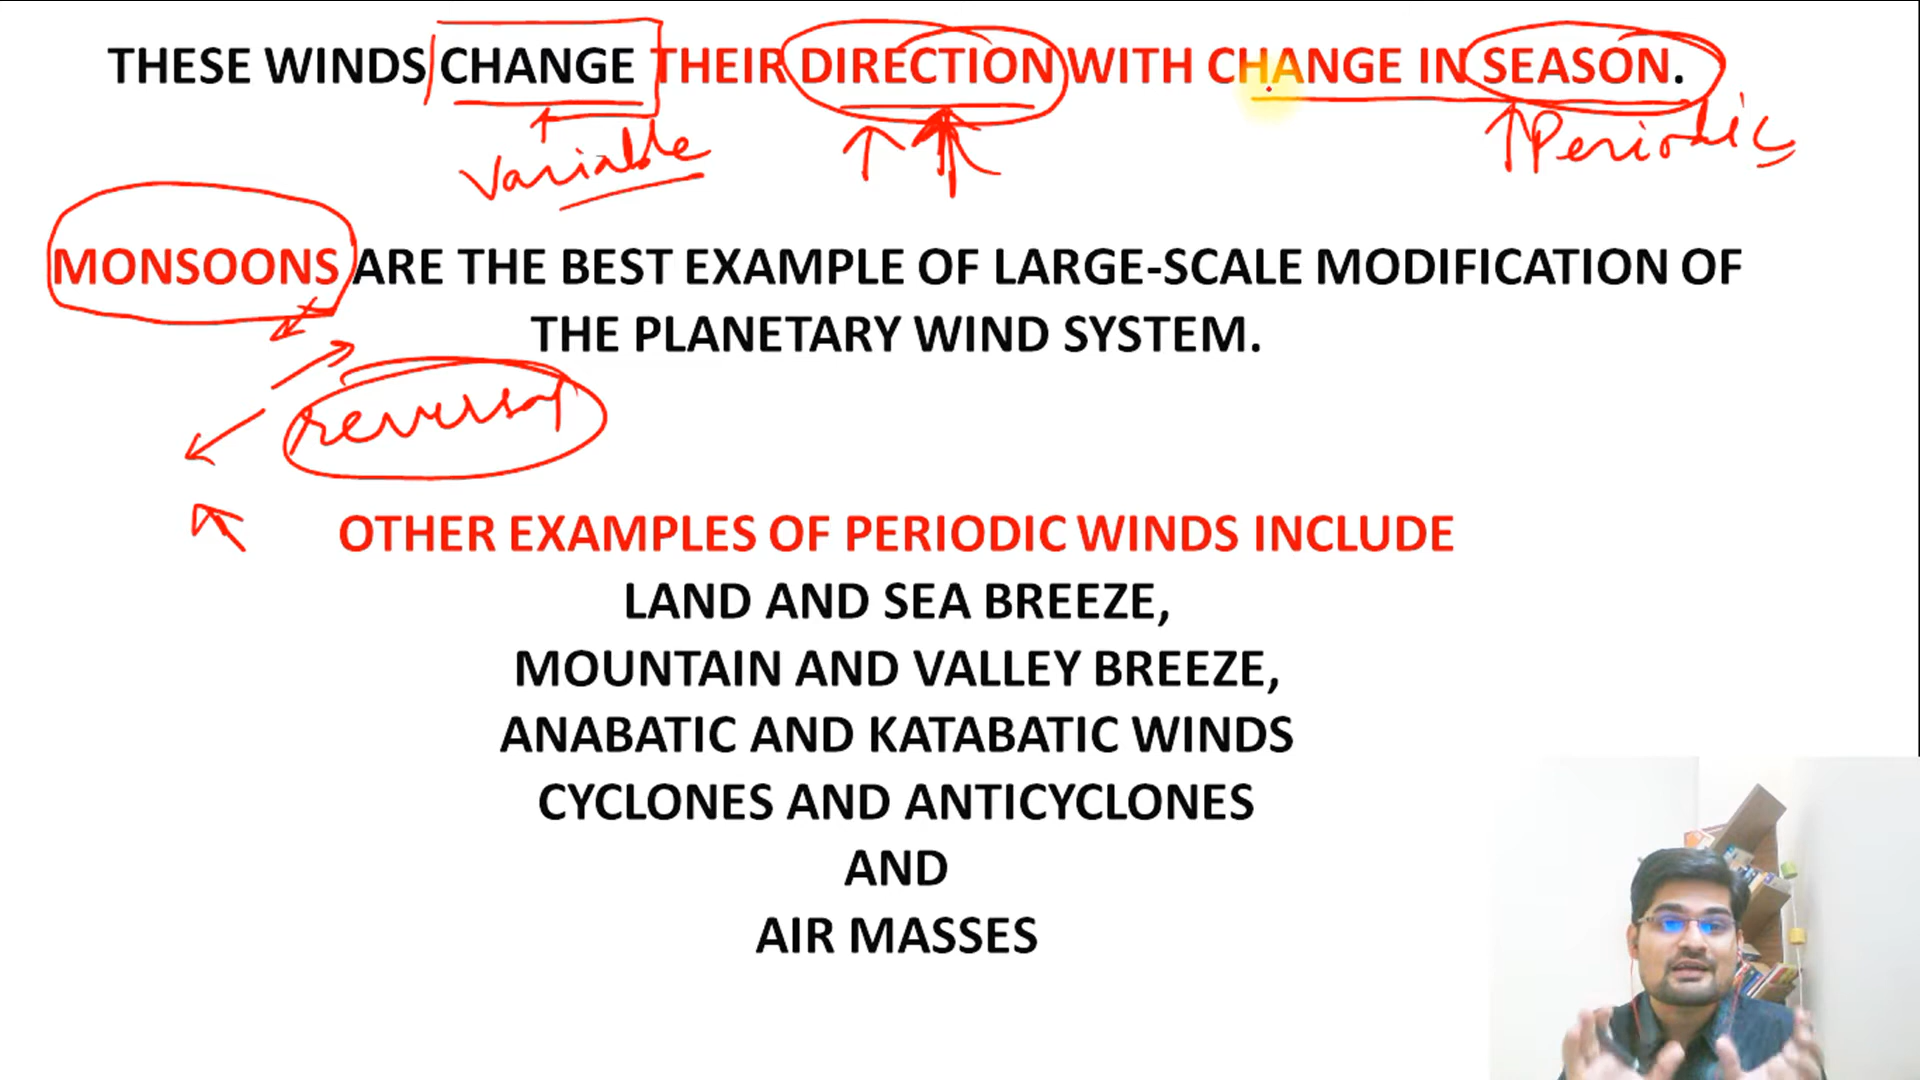 THESE WINDS CHANGE THEIR DIRECTION WITH CHANGE IN SEASON.
variable
Periodic
MONSOONS ARE THE BEST EXAMPLE OF LARGE-SCALE MODIFICATION OF
THE PLANETARY WIND SYSTEM.
reversal
OTHER EXAMPLES OF PERIODIC WINDS INCLUDE
LAND AND SEA BREEZE,
MOUNTAIN AND VALLEY BREEZE,
ANABATIC AND KATABATIC WINDS
CYCLONES AND ANTICYCLONES
AND
AIR MASSES